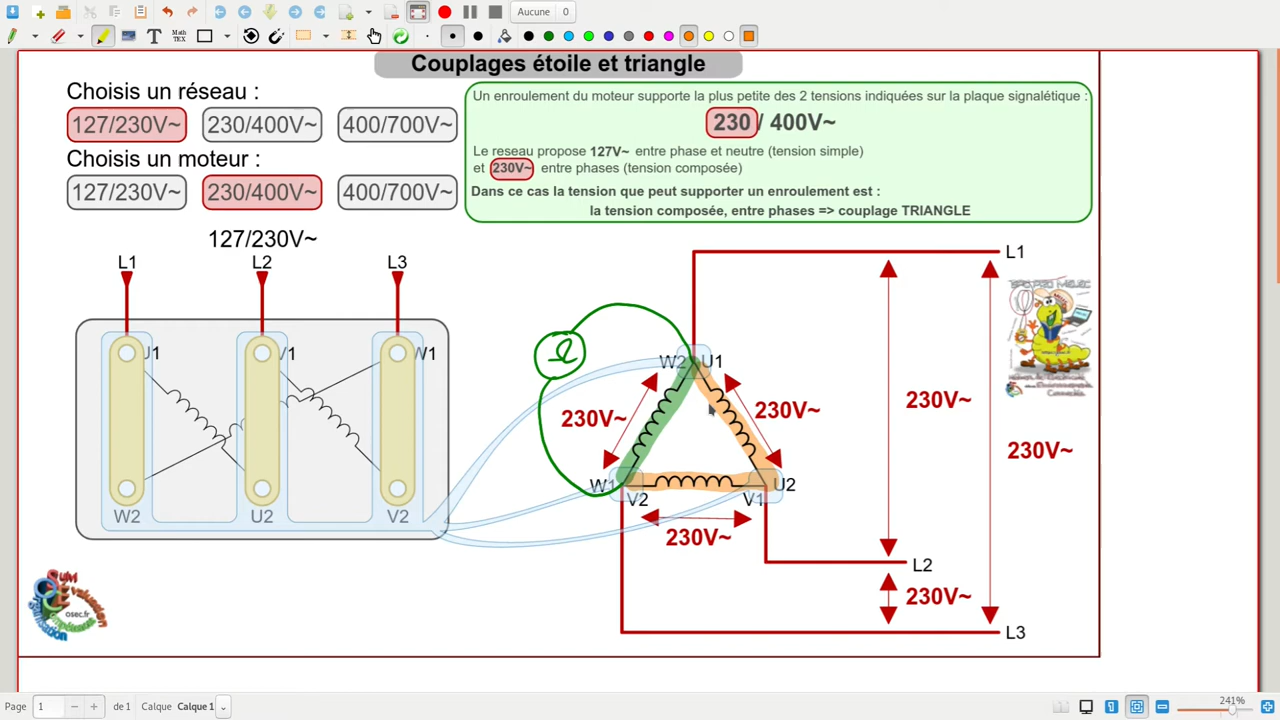 Aucune 0
Math
TEX
Couplages étoile et triangle
Choisis un réseau :
127/230V~ 230/400V~ 400/700V~
Choisis un moteur :
127/230V~ 230/400V~ 400/700V~
127/230V~
Un enroulement du moteur supporte la plus petite des 2 tensions indiquées sur la plaque signalétique :
230 / 400V~
Le reseau propose 127V~ entre phase et neutre (tension simple)
et 230V~ entre phases (tension composée)
Dans ce cas la tension que peut supporter un enroulement est :
la tension composée, entre phases => couplage TRIANGLE
L1 L2 L3
U1 V1 W1
W2 U2 V2
Ω
L1
W2 U1
230V~ 230V~ 230V~
230V~
W1 U2
V2 V1
230V~
L2
230V~
L3
osec.fr
Page 1 de 1 Calque Calque 1 241%